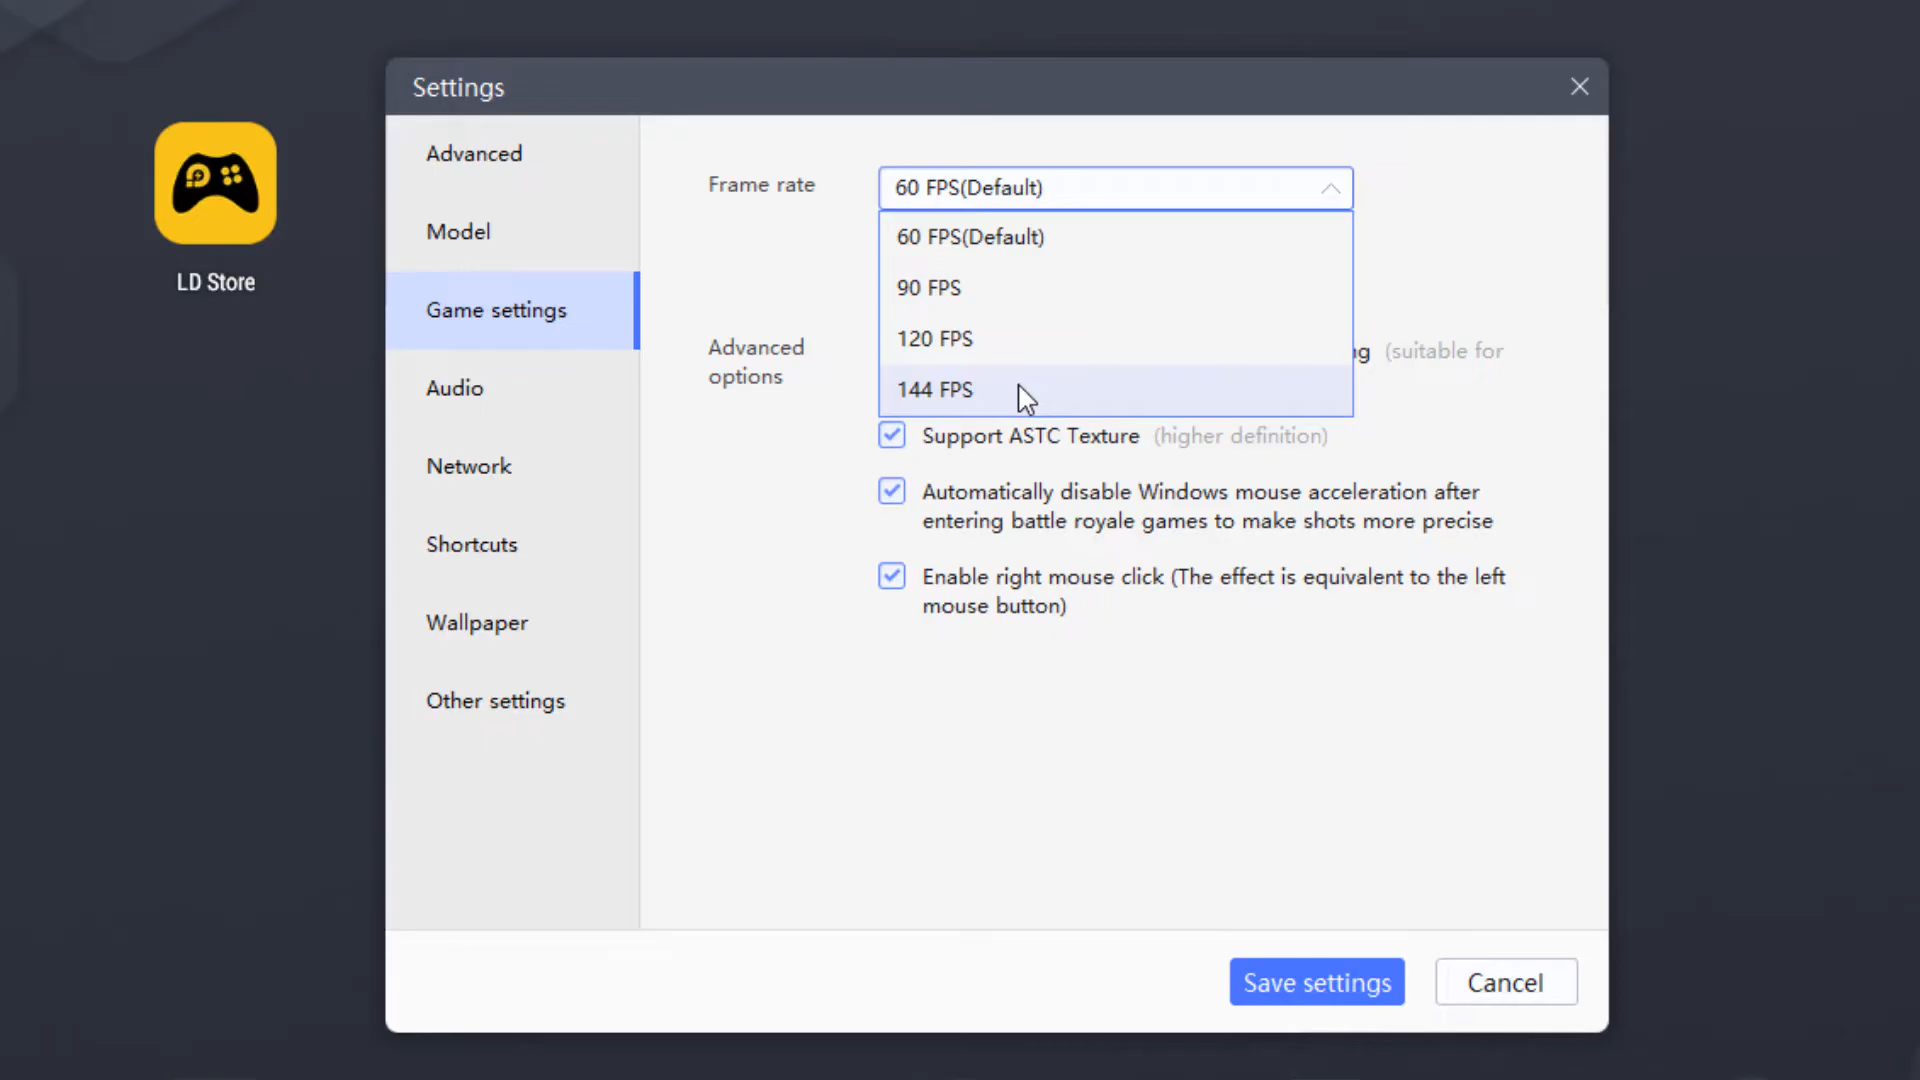 Settings
LD Store
Advanced
Model
Game settings
Audio
Network
Shortcuts
Wallpaper
Other settings
Frame rate
60 FPS(Default)
60 FPS(Default)
90 FPS
120 FPS
144 FPS
Advanced
options
ng (suitable for
Support ASTC Texture (higher definition)
Automatically disable Windows mouse acceleration after
entering battle royale games to make shots more precise
Enable right mouse click (The effect is equivalent to the left
mouse button)
Save settings
Cancel